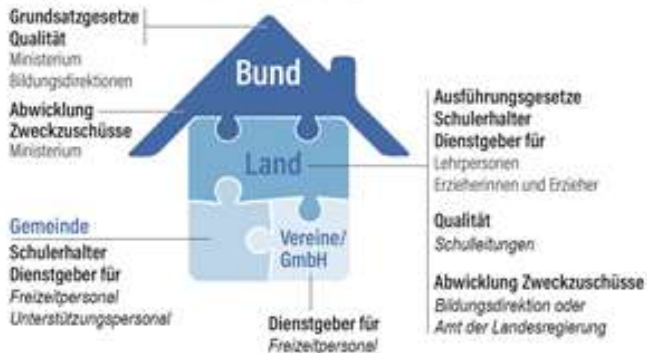 Grundsatzgesetze
Qualität
Ministerium
Bildungsdirektionen
Abwicklung
Zweckzuschüsse
Ministerium
Bund
Land
Vereine/
GmbH
Gemeinde
Schulerhalter
Dienstgeber für
Freizeitpersonal
Unterstützungspersonal
Dienstgeber für
Freizeitpersonal
Ausführungsgesetze
Schulerhalter
Dienstgeber für
Lehrpersonen
Erzieherinnen und Erzieher
Qualität
Schulleitungen
Abwicklung Zweckzuschüsse
Bildungsdirektion oder
Amt der Landesregierung